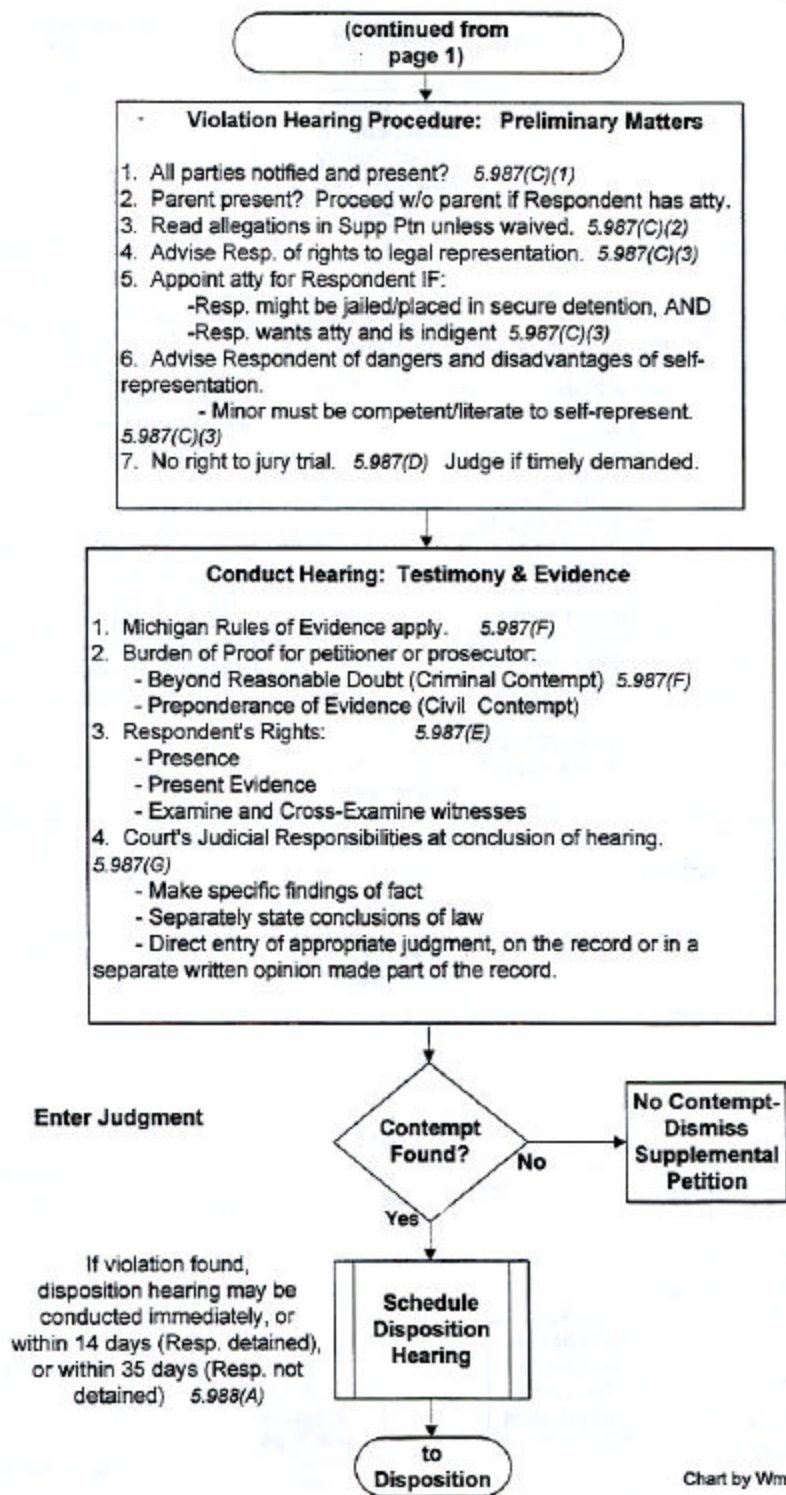 (continued from
page 1)
Violation Hearing Procedure: Preliminary Matters
1. All parties notified and present? 5.987(C)(1)
2. Parent present? Proceed w/o parent if Respondent has atty.
3. Read allegations in Supp Ptn unless waived. 5.987(C)(2)
4. Advise Resp. of rights to legal representation. 5.987(C)(3)
5. Appoint atty for Respondent IF:
-Resp. might be jailed/placed in secure detention, AND
-Resp. wants atty and is indigent 5.987(C)(3)
6. Advise Respondent of dangers and disadvantages of self-
representation.
- Minor must be competent/literate to self-represent.
5.987(C)(3)
7. No right to jury trial. 5.987(D) Judge if timely demanded.
Conduct Hearing: Testimony & Evidence
1. Michigan Rules of Evidence apply. 5.987(F)
2. Burden of Proof for petitioner or prosecutor:
- Beyond Reasonable Doubt (Criminal Contempt) 5.987(F)
- Preponderance of Evidence (Civil Contempt)
3. Respondent's Rights: 5.987(E)
- Presence
- Present Evidence
- Examine and Cross-Examine witnesses
4. Court's Judicial Responsibilities at conclusion of hearing.
5.987(G)
- Make specific findings of fact
- Separately state conclusions of law
- Direct entry of appropriate judgment, on the record or in a
separate written opinion made part of the record.
Enter Judgment
Contempt
Found?
No
No Contempt-
Dismiss
Supplemental
Petition
Yes
If violation found,
disposition hearing may be
conducted immediately, or
within 14 days (Resp. detained),
or within 35 days (Resp. not
detained) 5.988(A)
Schedule
Disposition
Hearing
to
Disposition
Chart by Wm